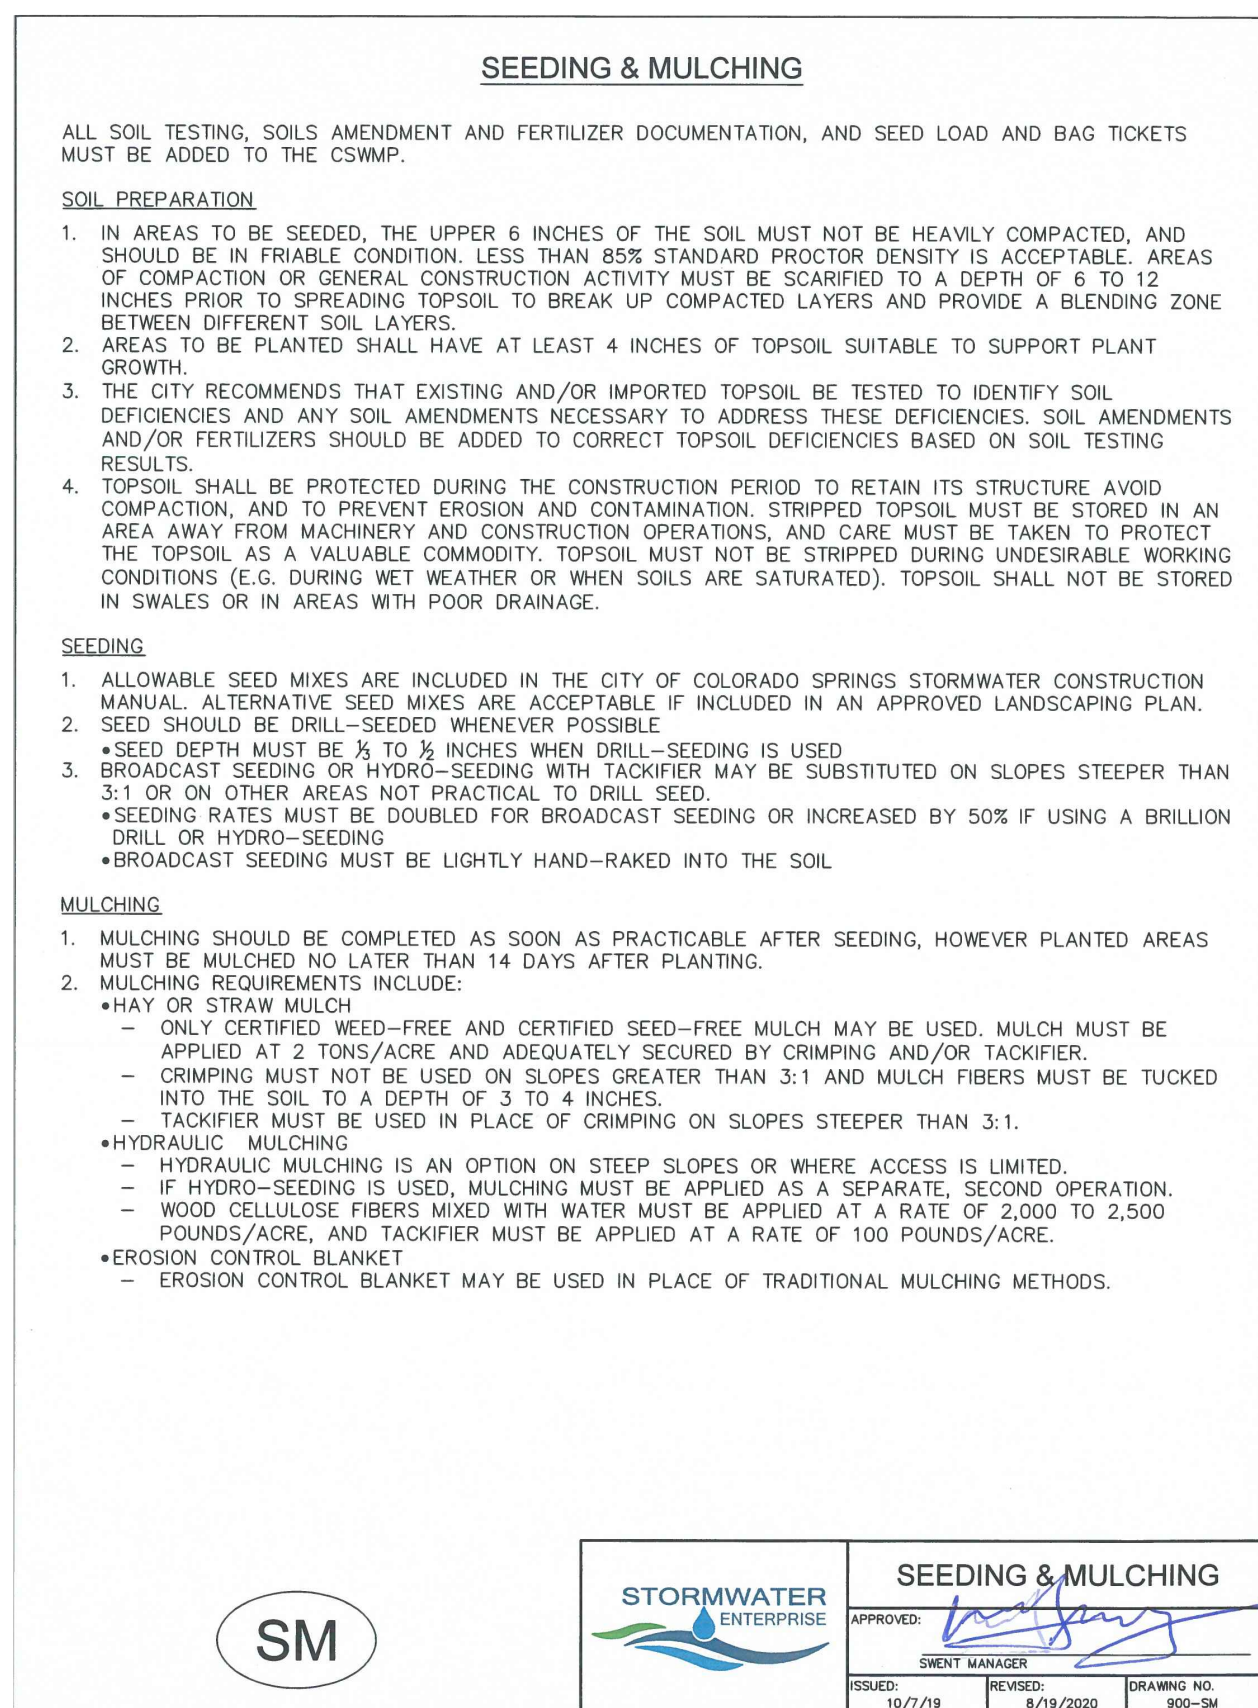 SEEDING & MULCHING
ALL SOIL TESTING, SOILS AMENDMENT AND FERTILIZER DOCUMENTATION, AND SEED LOAD AND BAG TICKETS
MUST BE ADDED TO THE CSWMP.
SOIL PREPARATION
1. IN AREAS TO BE SEEDED, THE UPPER 6 INCHES OF THE SOIL MUST NOT BE HEAVILY COMPACTED, AND
SHOULD BE IN FRIABLE CONDITION. LESS THAN 85% STANDARD PROCTOR DENSITY IS ACCEPTABLE. AREAS
OF COMPACTION OR GENERAL CONSTRUCTION ACTIVITY MUST BE SCARIFIED TO A DEPTH OF 6 TO 12
INCHES PRIOR TO SPREADING TOPSOIL TO BREAK UP COMPACTED LAYERS AND PROVIDE A BLENDING ZONE
BETWEEN DIFFERENT SOIL LAYERS.
2. AREAS TO BE PLANTED SHALL HAVE AT LEAST 4 INCHES OF TOPSOIL SUITABLE TO SUPPORT PLANT
GROWTH.
3. THE CITY RECOMMENDS THAT EXISTING AND/OR IMPORTED TOPSOIL BE TESTED TO IDENTIFY SOIL
DEFICIENCIES AND ANY SOIL AMENDMENTS NECESSARY TO ADDRESS THESE DEFICIENCIES. SOIL AMENDMENTS
AND/OR FERTILIZERS SHOULD BE ADDED TO CORRECT TOPSOIL DEFICIENCIES BASED ON SOIL TESTING
RESULTS.
4. TOPSOIL SHALL BE PROTECTED DURING THE CONSTRUCTION PERIOD TO RETAIN ITS STRUCTURE AVOID
COMPACTION, AND TO PREVENT EROSION AND CONTAMINATION. STRIPPED TOPSOIL MUST BE STORED IN AN
AREA AWAY FROM MACHINERY AND CONSTRUCTION OPERATIONS, AND CARE MUST BE TAKEN TO PROTECT
THE TOPSOIL AS A VALUABLE COMMODITY. TOPSOIL MUST NOT BE STRIPPED DURING UNDESIRABLE WORKING
CONDITIONS (E.G. DURING WET WEATHER OR WHEN SOILS ARE SATURATED). TOPSOIL SHALL NOT BE STORED
IN SWALES OR IN AREAS WITH POOR DRAINAGE.
SEEDING
1. ALLOWABLE SEED MIXES ARE INCLUDED IN THE CITY OF COLORADO SPRINGS STORMWATER CONSTRUCTION
MANUAL. ALTERNATIVE SEED MIXES ARE ACCEPTABLE IF INCLUDED IN AN APPROVED LANDSCAPING PLAN.
2. SEED SHOULD BE DRILL–SEEDED WHENEVER POSSIBLE
•SEED DEPTH MUST BE ⅓ TO ½ INCHES WHEN DRILL–SEEDING IS USED
3. BROADCAST SEEDING OR HYDRO–SEEDING WITH TACKIFIER MAY BE SUBSTITUTED ON SLOPES STEEPER THAN
3:1 OR ON OTHER AREAS NOT PRACTICAL TO DRILL SEED.
•SEEDING RATES MUST BE DOUBLED FOR BROADCAST SEEDING OR INCREASED BY 50% IF USING A BRILLION
DRILL OR HYDRO–SEEDING
•BROADCAST SEEDING MUST BE LIGHTLY HAND–RAKED INTO THE SOIL
MULCHING
1. MULCHING SHOULD BE COMPLETED AS SOON AS PRACTICABLE AFTER SEEDING, HOWEVER PLANTED AREAS
MUST BE MULCHED NO LATER THAN 14 DAYS AFTER PLANTING.
2. MULCHING REQUIREMENTS INCLUDE:
•HAY OR STRAW MULCH
– ONLY CERTIFIED WEED–FREE AND CERTIFIED SEED–FREE MULCH MAY BE USED. MULCH MUST BE
APPLIED AT 2 TONS/ACRE AND ADEQUATELY SECURED BY CRIMPING AND/OR TACKIFIER.
– CRIMPING MUST NOT BE USED ON SLOPES GREATER THAN 3:1 AND MULCH FIBERS MUST BE TUCKED
INTO THE SOIL TO A DEPTH OF 3 TO 4 INCHES.
– TACKIFIER MUST BE USED IN PLACE OF CRIMPING ON SLOPES STEEPER THAN 3:1.
•HYDRAULIC MULCHING
– HYDRAULIC MULCHING IS AN OPTION ON STEEP SLOPES OR WHERE ACCESS IS LIMITED.
– IF HYDRO–SEEDING IS USED, MULCHING MUST BE APPLIED AS A SEPARATE, SECOND OPERATION.
– WOOD CELLULOSE FIBERS MIXED WITH WATER MUST BE APPLIED AT A RATE OF 2,000 TO 2,500
POUNDS/ACRE, AND TACKIFIER MUST BE APPLIED AT A RATE OF 100 POUNDS/ACRE.
•EROSION CONTROL BLANKET
– EROSION CONTROL BLANKET MAY BE USED IN PLACE OF TRADITIONAL MULCHING METHODS.
SM
STORMWATER
ENTERPRISE
SEEDING & MULCHING
APPROVED:
SWENT MANAGER
ISSUED:
10/7/19
REVISED:
8/19/2020
DRAWING NO.
900–SM